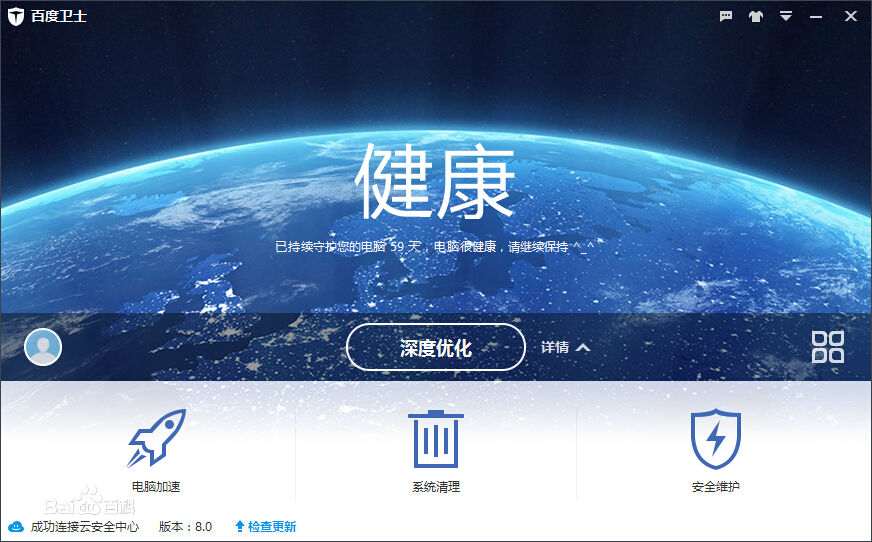 百度卫士
健康
已持续守护您的电脑 59 天，电脑很健康，请继续保持 ^_^
深度优化 详情
电脑加速 系统清理 安全维护
Baidu百科
成功连接云安全中心 版本：8.0 检查更新